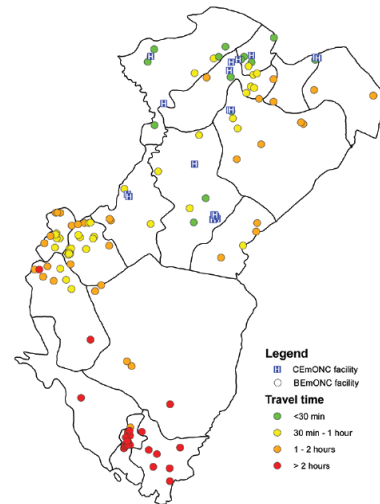 Legend
H CEmONC facility
BEmONC facility
Travel time
<30 min
30 min - 1 hour
1 - 2 hours
> 2 hours